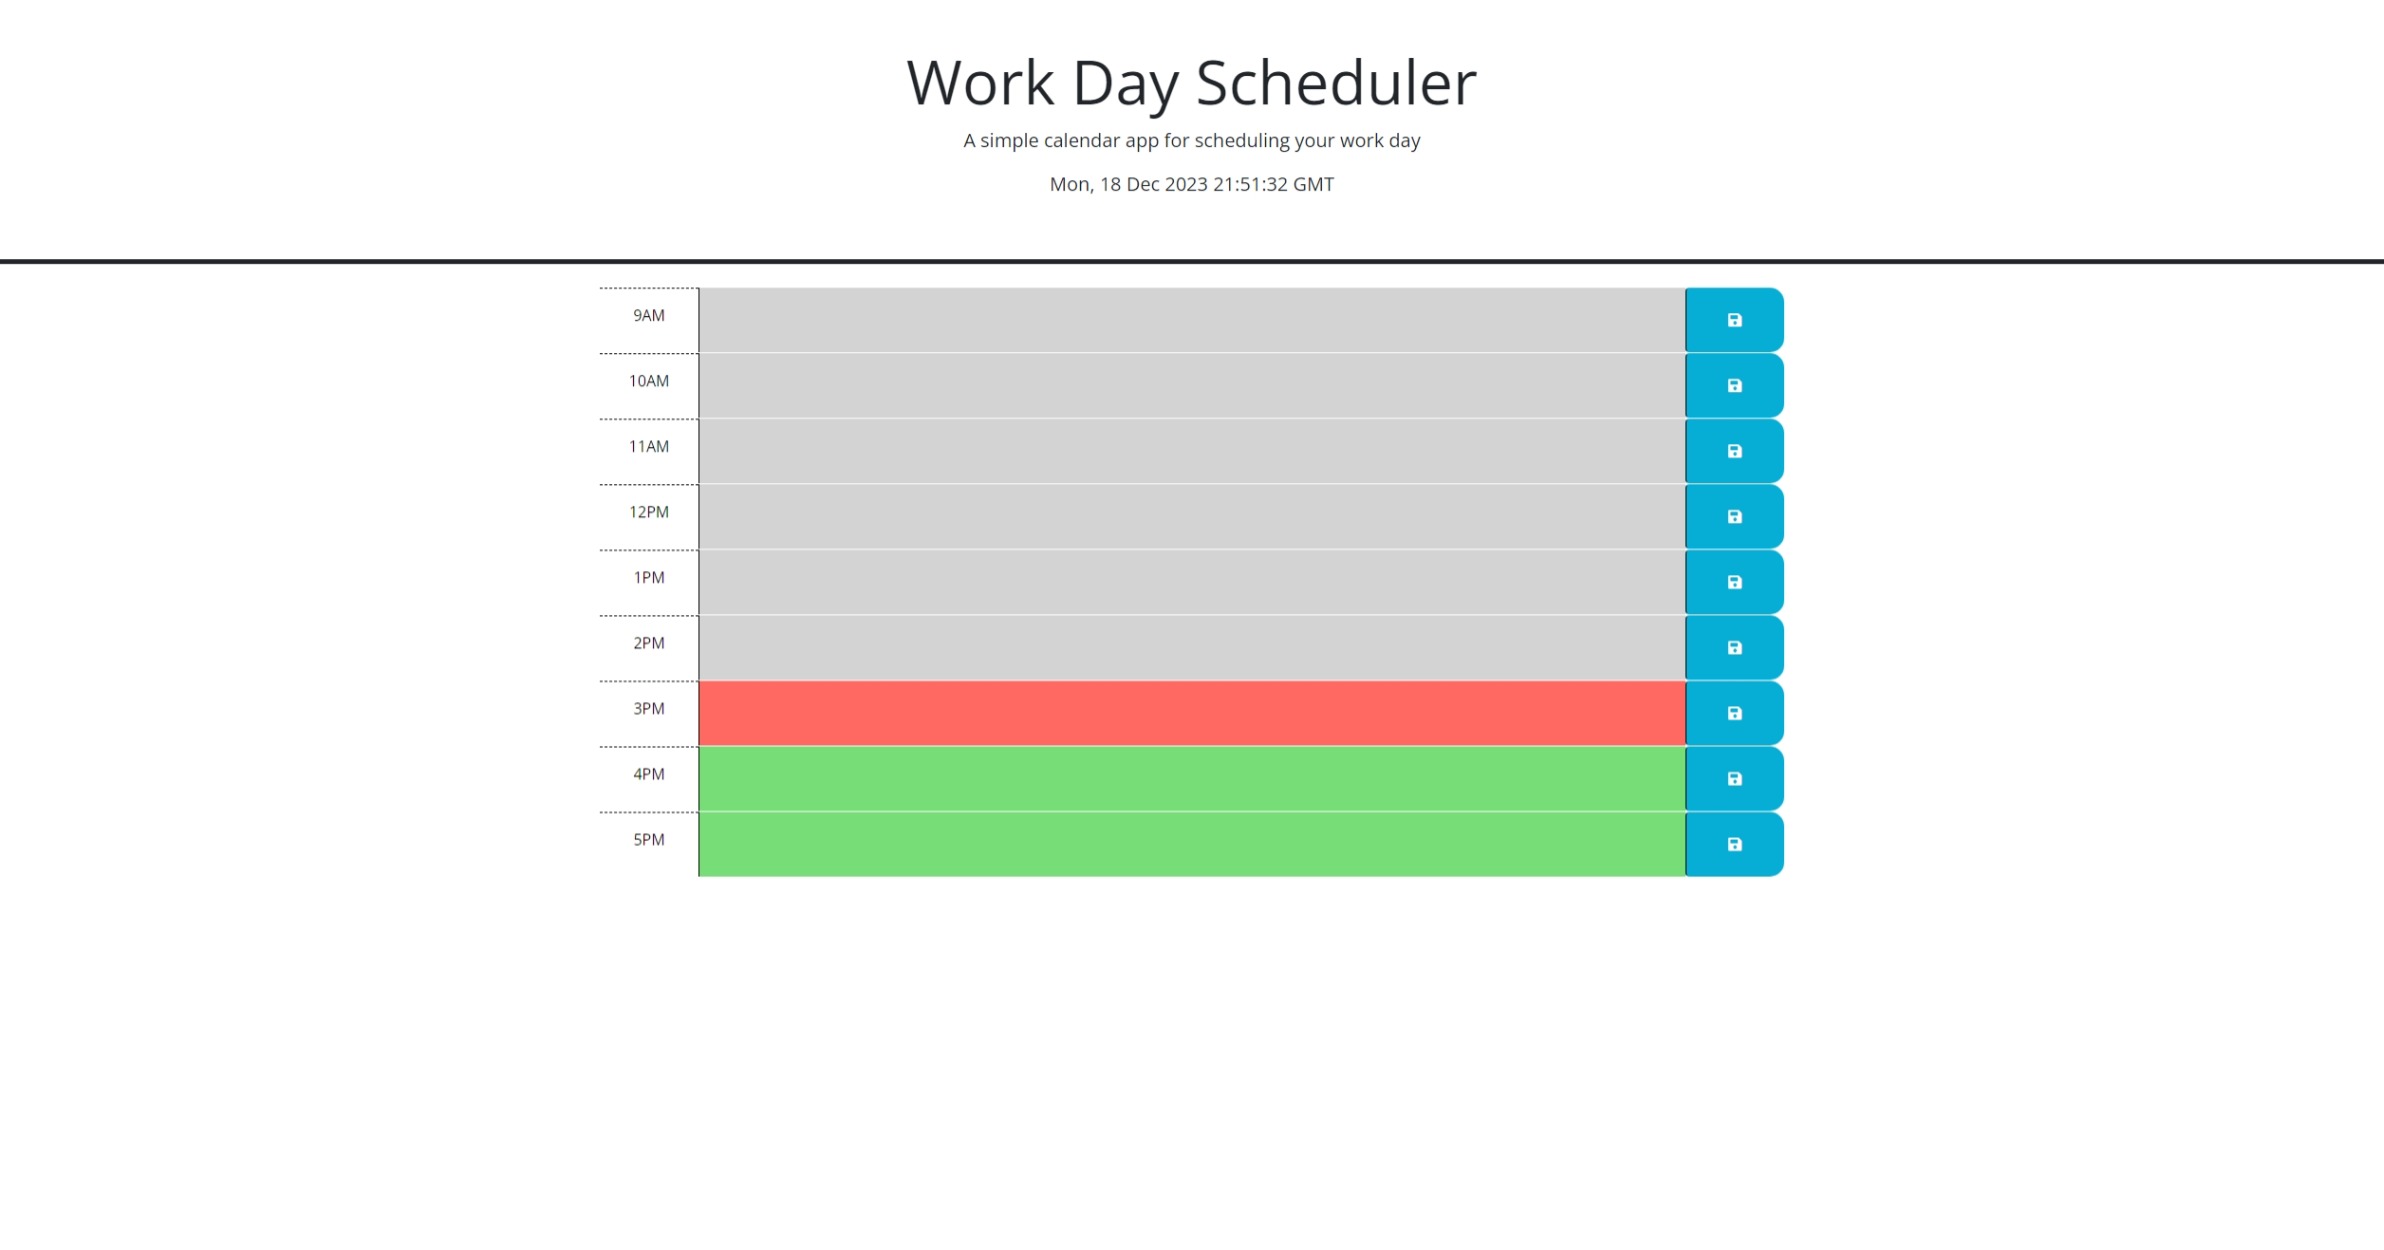 Work Day Scheduler
A simple calendar app for scheduling your work day
Mon, 18 Dec 2023 21:51:32 GMT
9AM
10AM
11AM
12PM
1PM
2PM
3PM
4PM
5PM